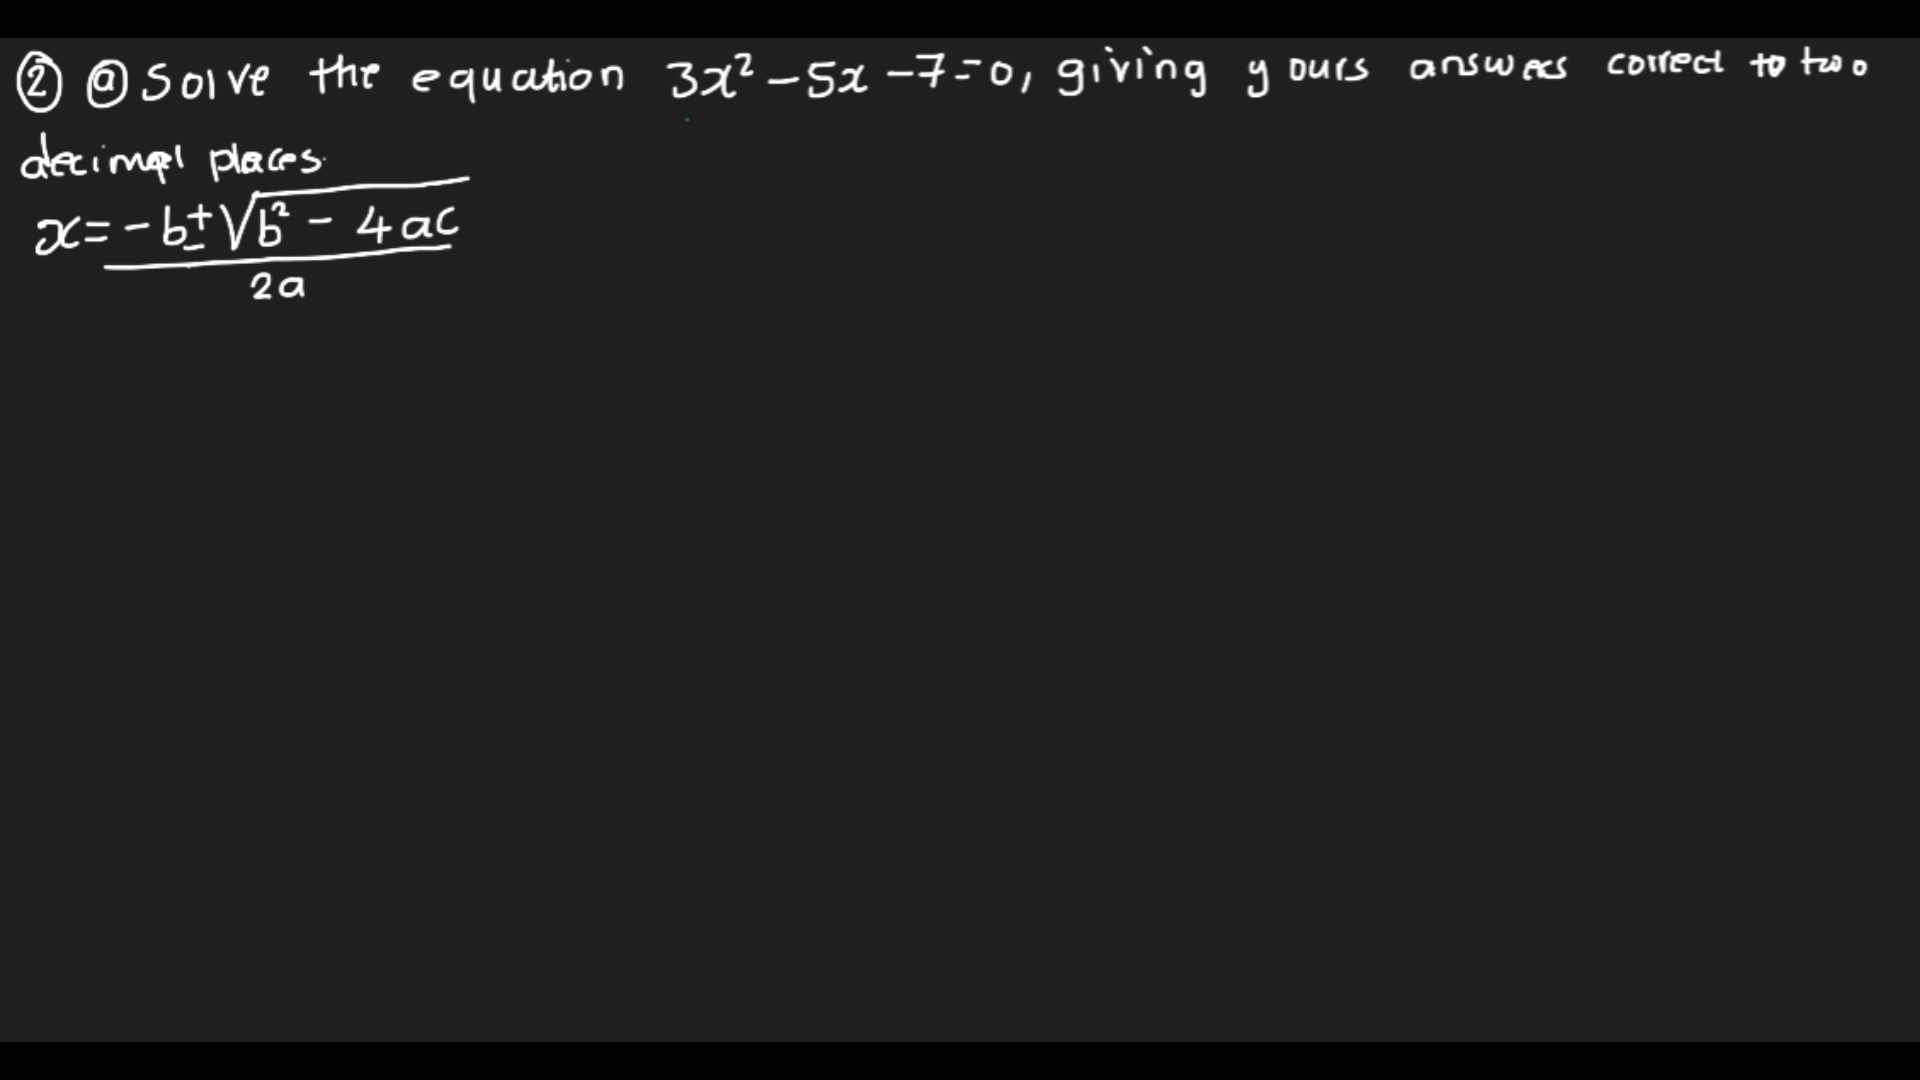 ② ⓐ Solve the equation 3x² - 5x - 7 = 0, giving yours answers correct to two
decimal places.
x = -b ± √b² - 4ac
2a